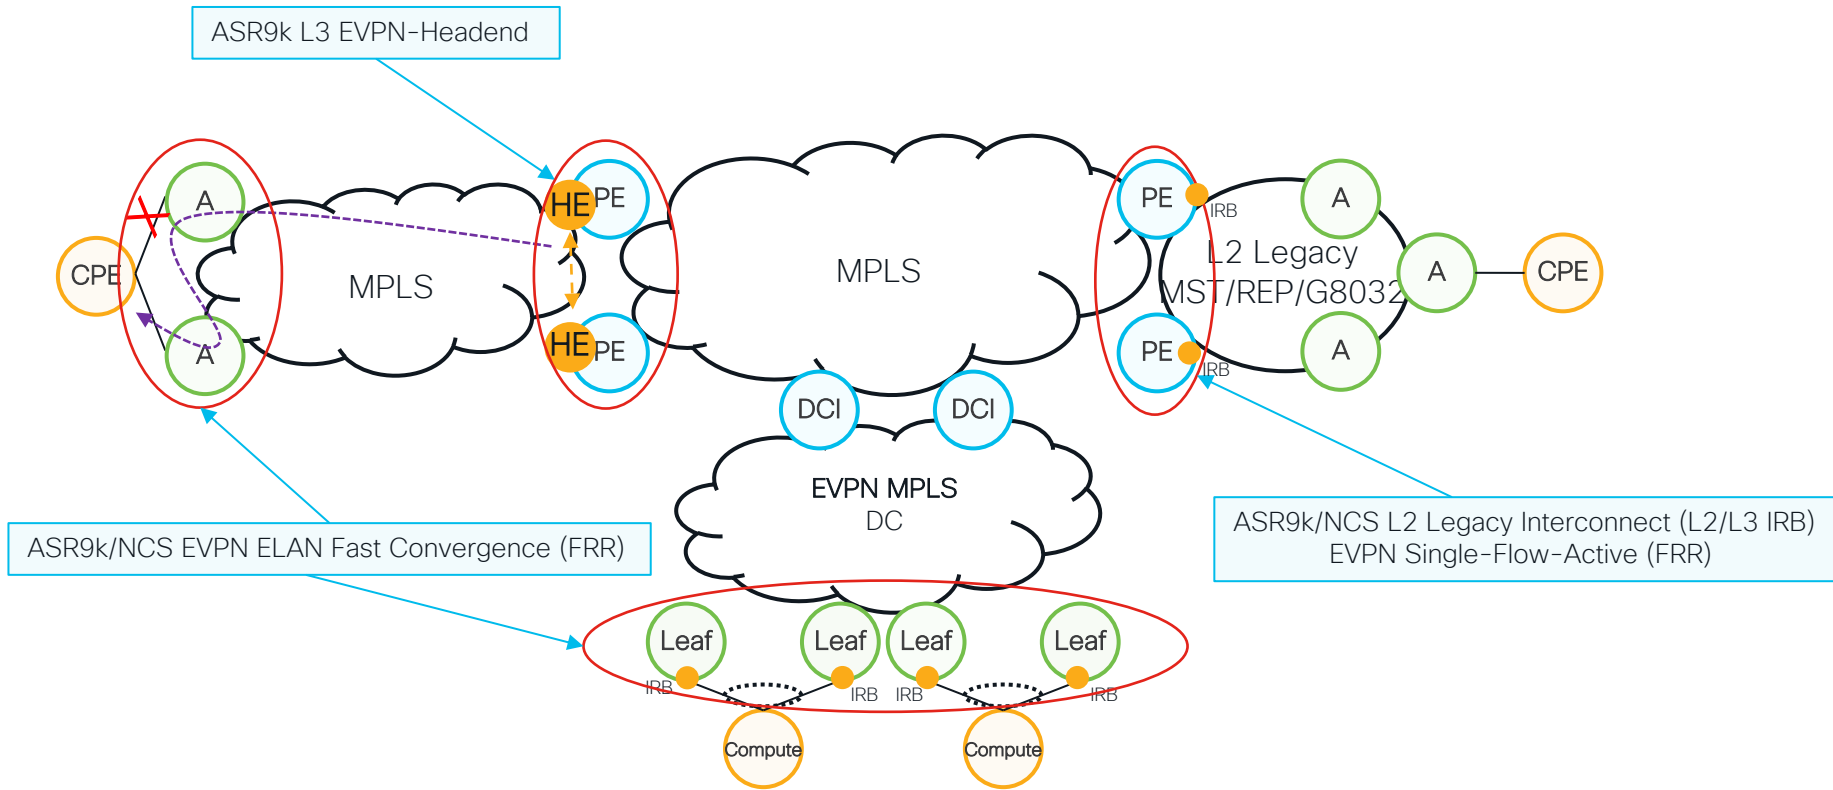 ASR9k L3 EVPN-Headend
A
HE
PE
PE
IRB
A
CPE
MPLS
MPLS
L2 Legacy
MST/REP/G8032
A
CPE
A
HE
PE
PE
IRB
A
DCI
DCI
EVPN MPLS
DC
ASR9k/NCS EVPN ELAN Fast Convergence (FRR)
ASR9k/NCS L2 Legacy Interconnect (L2/L3 IRB)
EVPN Single-Flow-Active (FRR)
Leaf
Leaf
Leaf
Leaf
IRB
IRB
IRB
IRB
Compute
Compute